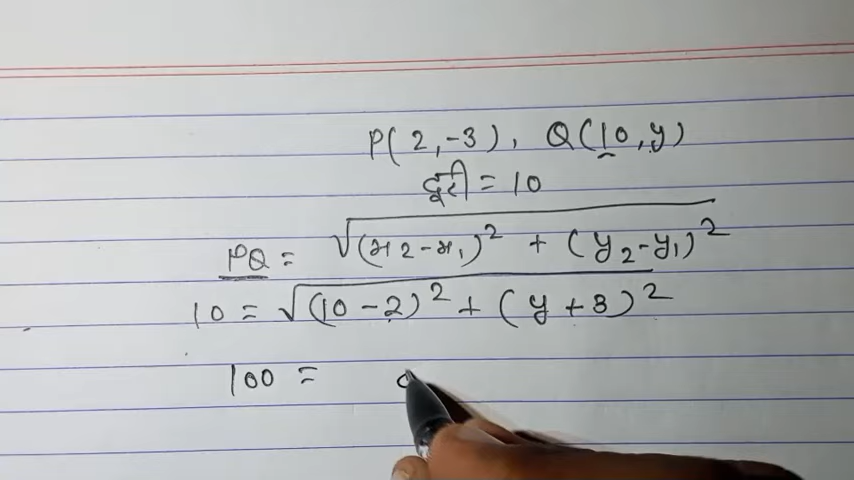 P(2,-3), Q(10,y)
दूरी = 10
PQ = √(x2-x1)² + (y2-y1)²
10 = √(10-2)² + (y+3)²
100 =